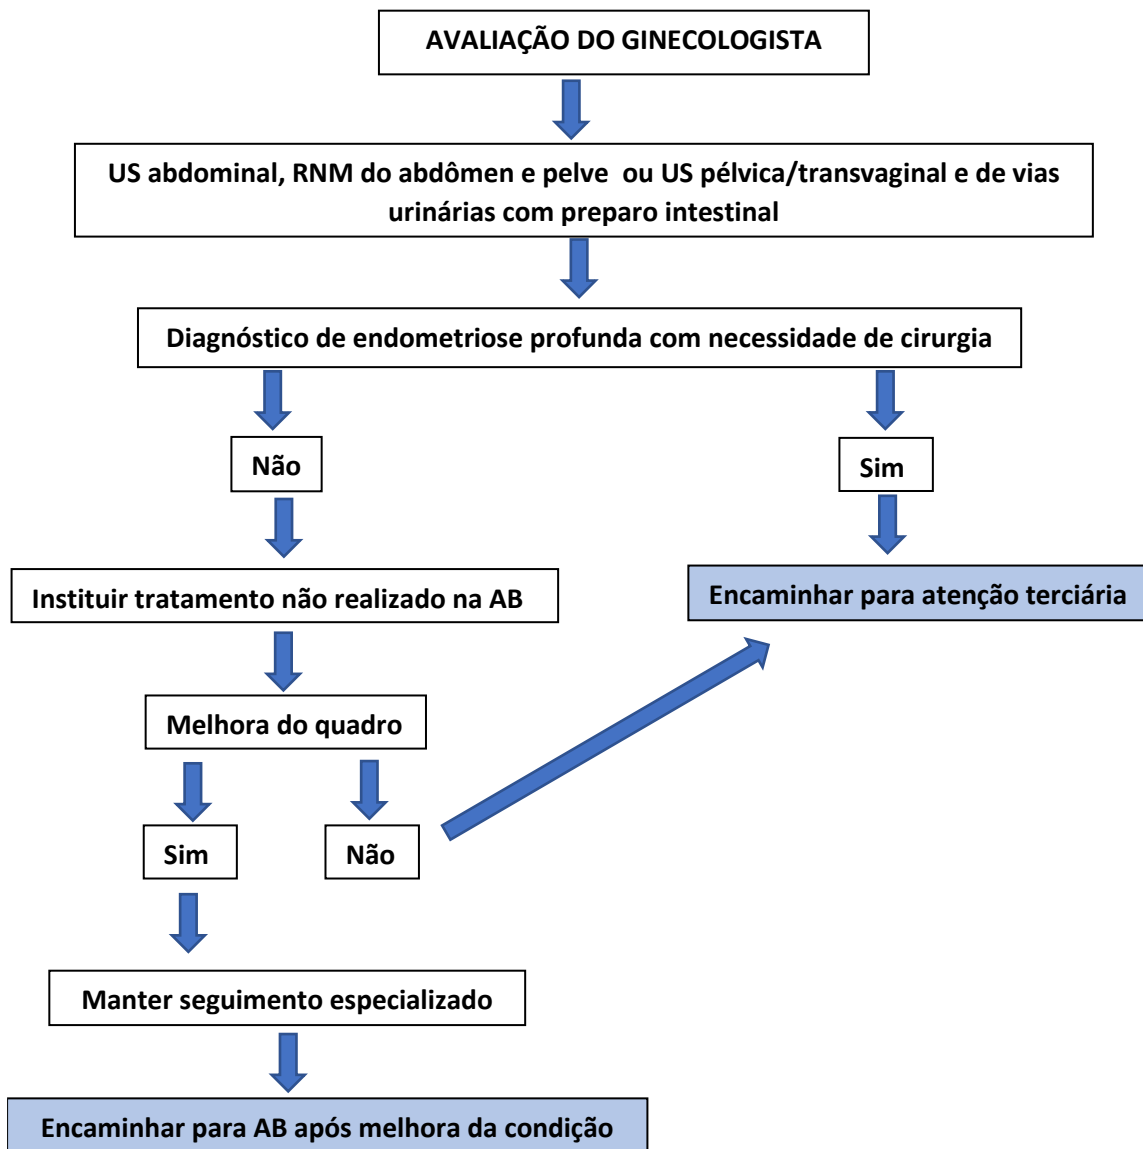 AVALIAÇÃO DO GINECOLOGISTA
US abdominal, RNM do abdômen e pelve ou US pélvica/transvaginal e de vias
urinárias com preparo intestinal
Diagnóstico de endometriose profunda com necessidade de cirurgia
Não
Sim
Instituir tratamento não realizado na AB
Encaminhar para atenção terciária
Melhora do quadro
Sim
Não
Manter seguimento especializado
Encaminhar para AB após melhora da condição